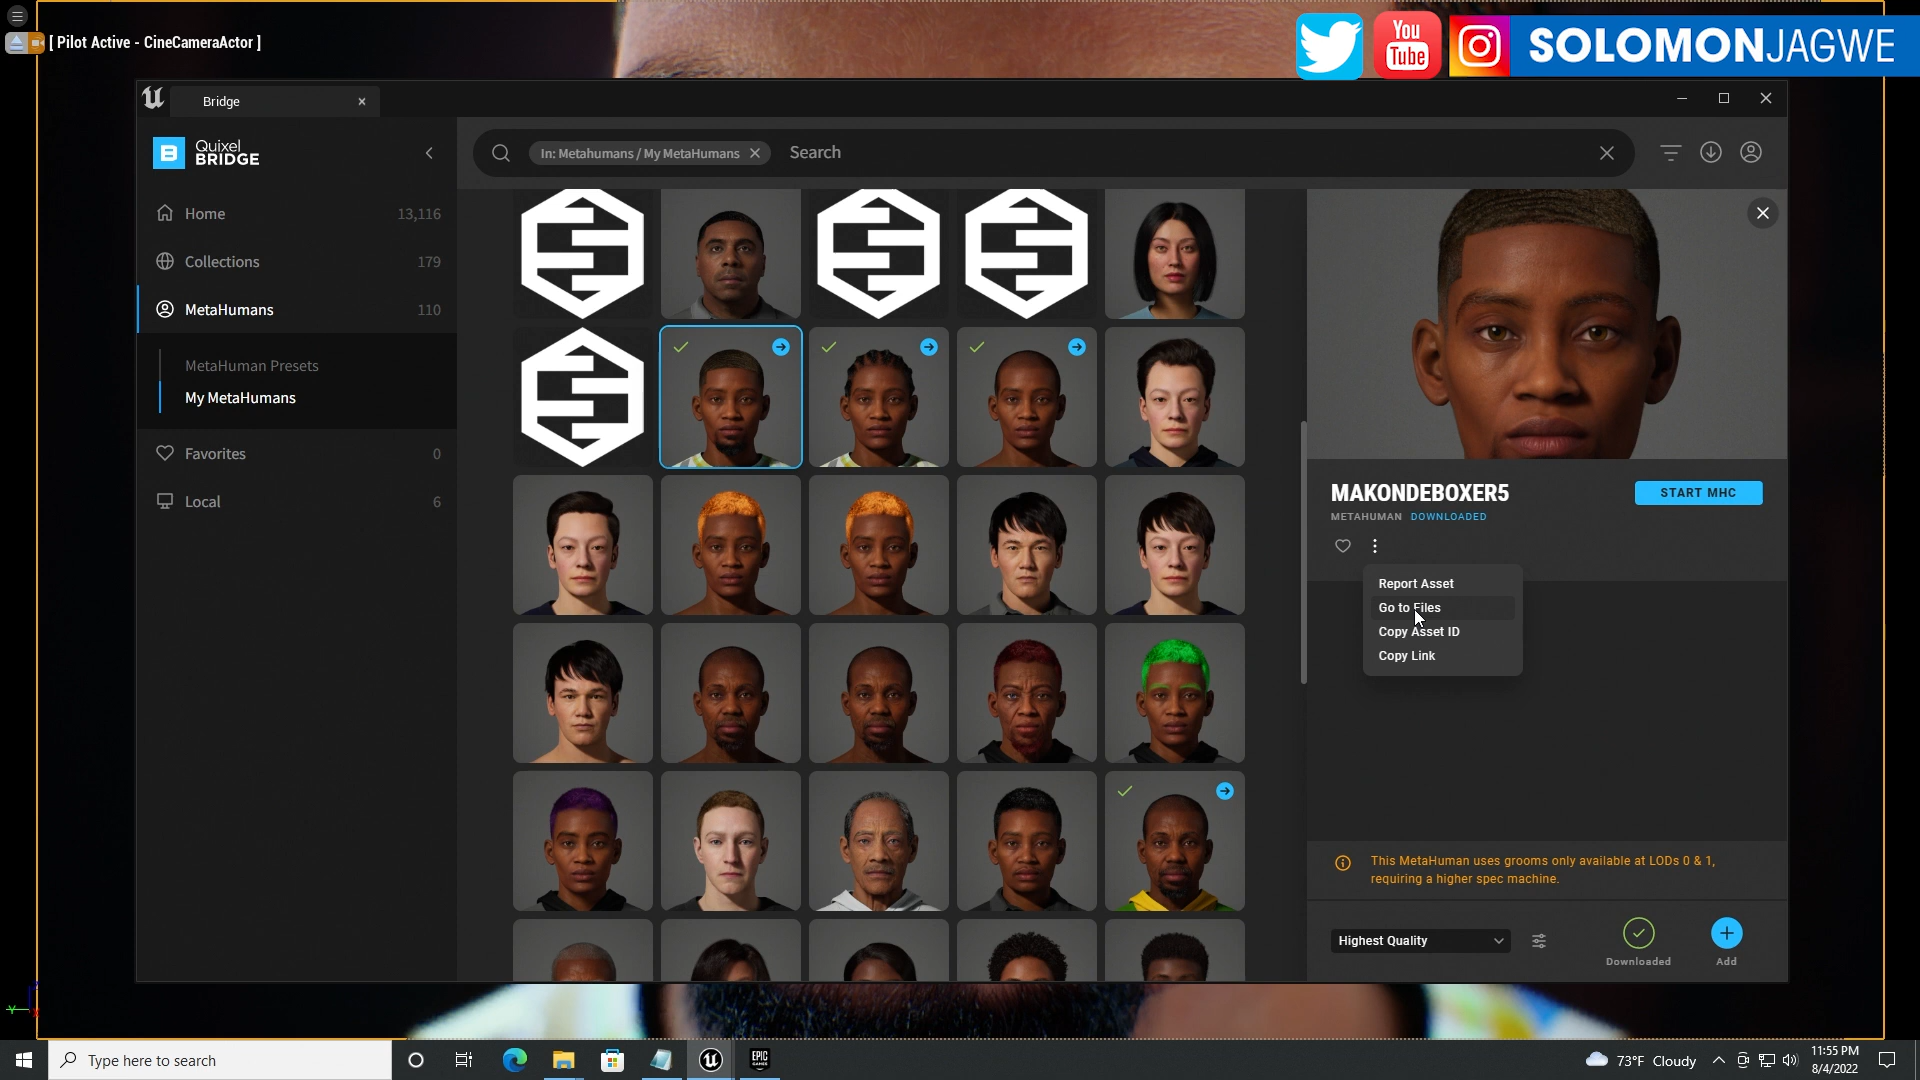 [ Pilot Active - CineCameraActor ]
You
Tube
SOLOMONJAGWE
Bridge
Quixel
BRIDGE
In: Metahumans / My MetaHumans
Search
Home 13,116
Collections 179
MetaHumans 110
MetaHuman Presets
My MetaHumans
Favorites 0
Local 6
MAKONDEBOXER5
START MHC
METAHUMAN DOWNLOADED
Report Asset
Go to Files
Copy Asset ID
Copy Link
This MetaHuman uses grooms only available at LODs 0 & 1,
requiring a higher spec machine.
Highest Quality
Downloaded
Add
Type here to search
EPIC
GAMES
73°F Cloudy
11:55 PM
8/4/2022